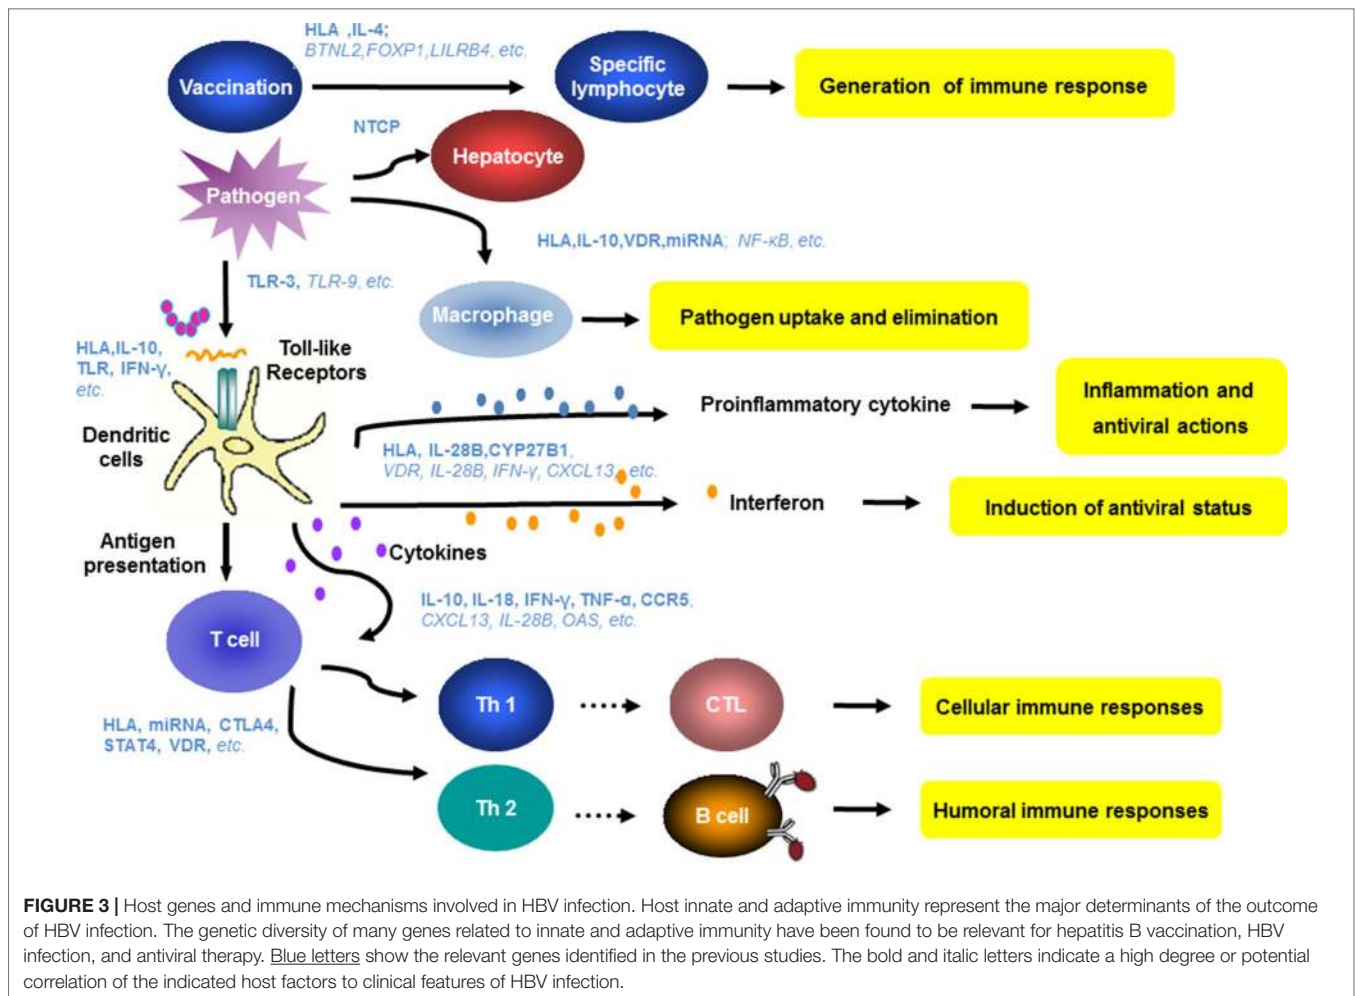 HLA ,IL-4;
BTNL2,FOXP1,LILRB4, etc.
Vaccination
Specific
lymphocyte
Generation of immune response
NTCP
Hepatocyte
Pathogen
HLA,IL-10,VDR,miRNA; NF-κB, etc.
TLR-3, TLR-9, etc.
Macrophage
Pathogen uptake and elimination
HLA,IL-10,
TLR, IFN-γ,
etc.
Toll-like
Receptors
Dendritic
cells
Proinflammatory cytokine
Inflammation and
antiviral actions
HLA, IL-28B,CYP27B1,
VDR, IL-28B, IFN-γ, CXCL13, etc.
Interferon
Induction of antiviral status
Antigen
presentation
Cytokines
IL-10, IL-18, IFN-γ, TNF-α, CCR5,
CXCL13, IL-28B, OAS, etc.
T cell
Th 1
CTL
Cellular immune responses
HLA, miRNA, CTLA4,
STAT4, VDR, etc.
Th 2
B cell
Humoral immune responses
FIGURE 3 | Host genes and immune mechanisms involved in HBV infection. Host innate and adaptive immunity represent the major determinants of the outcome
of HBV infection. The genetic diversity of many genes related to innate and adaptive immunity have been found to be relevant for hepatitis B vaccination, HBV
infection, and antiviral therapy. Blue letters show the relevant genes identified in the previous studies. The bold and italic letters indicate a high degree or potential
correlation of the indicated host factors to clinical features of HBV infection.